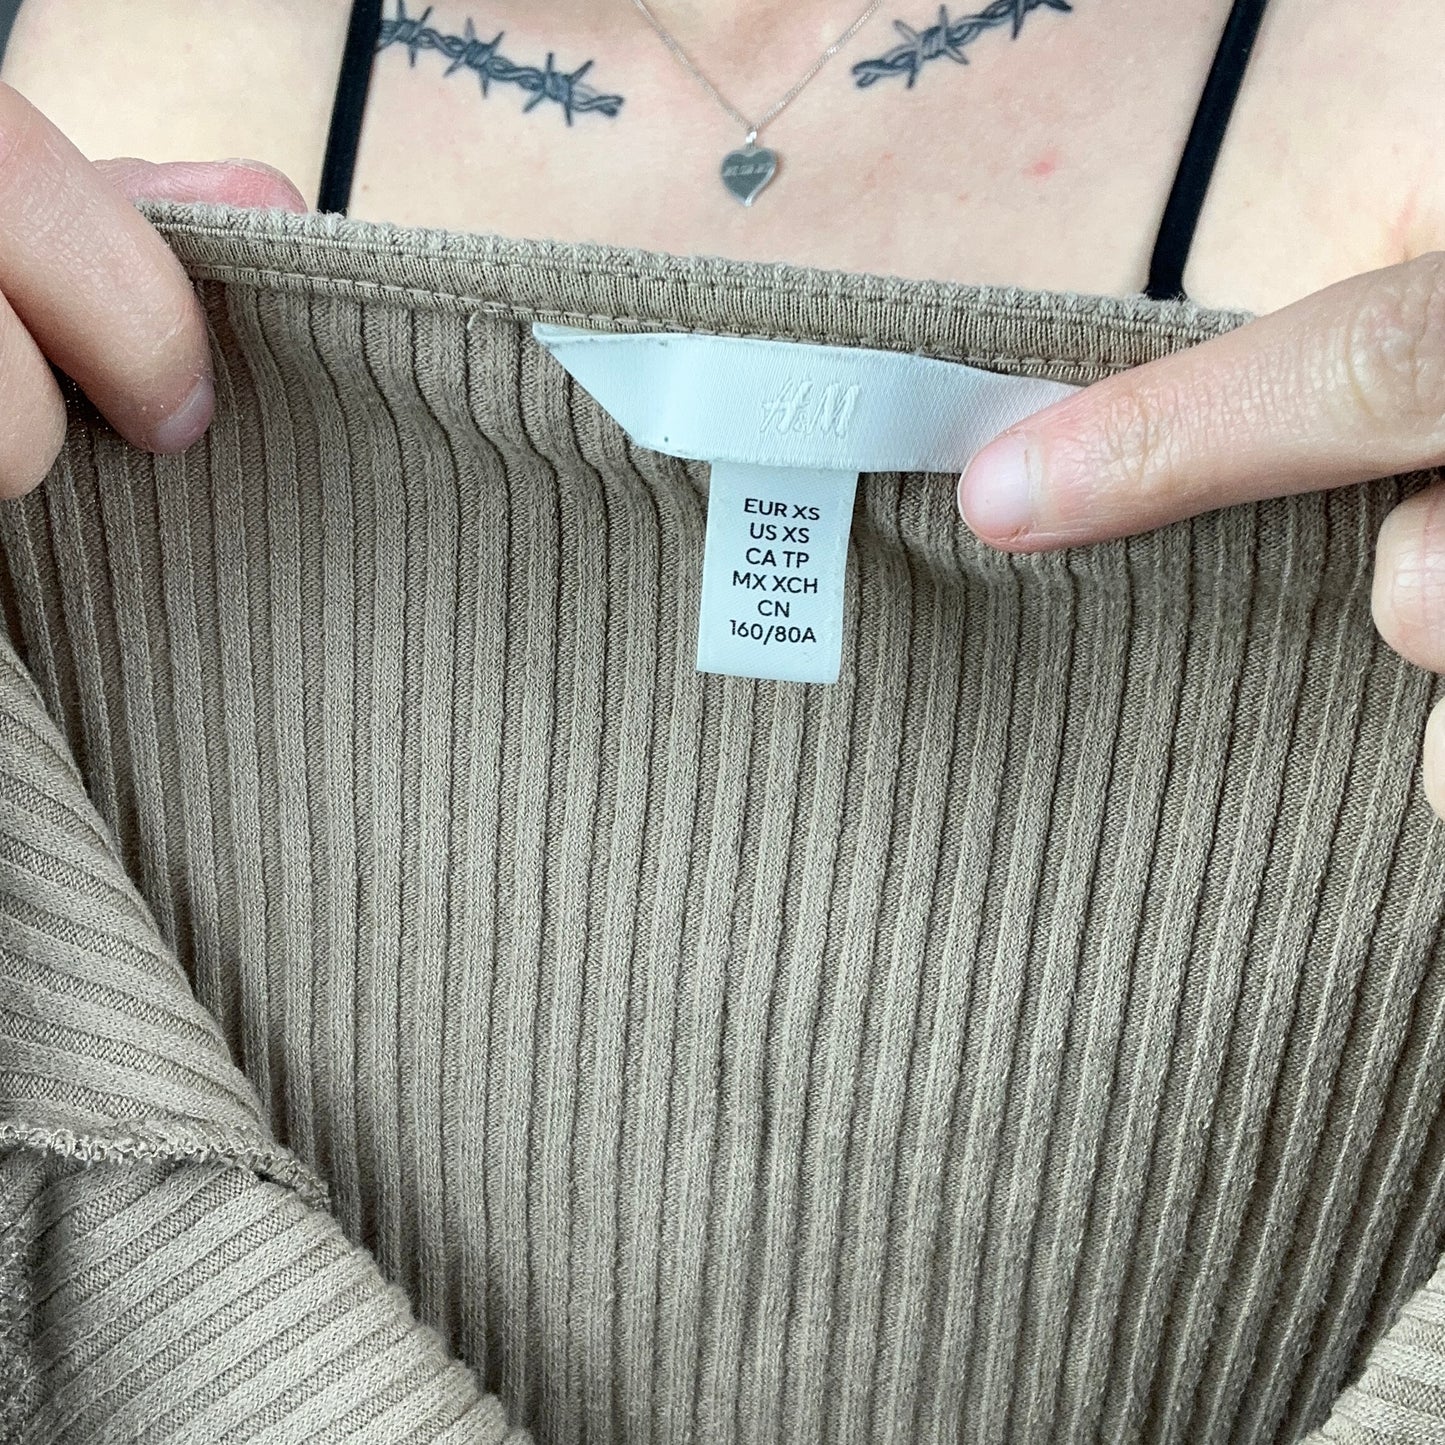 H&M
EUR XS
US XS
CA TP
MX XCH
CN
160/80A